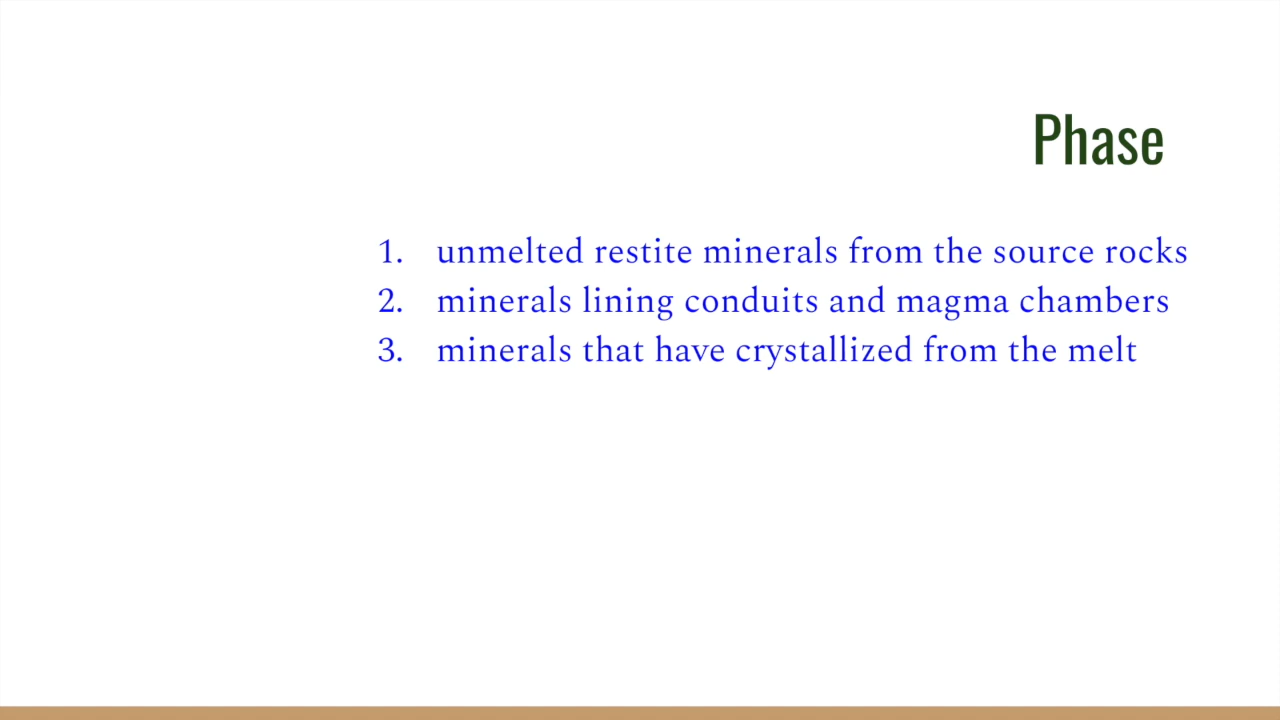 Phase
1. unmelted restite minerals from the source rocks
2. minerals lining conduits and magma chambers
3. minerals that have crystallized from the melt